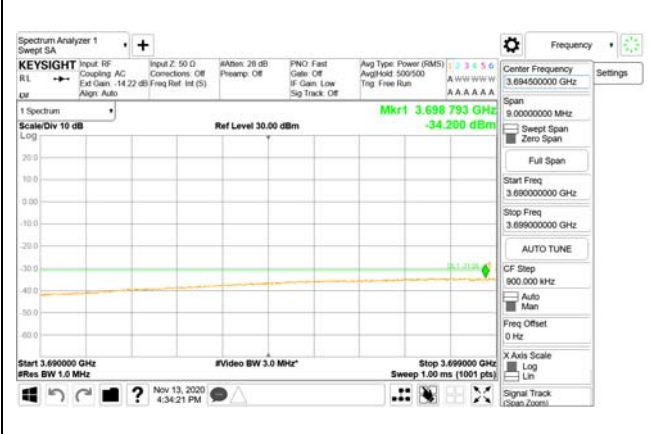 Spectrum Analyzer 1
Swept SA
Frequency
KEYSIGHT
Input: RF
Coupling: AC
Ext Gain: -14.22 dB
Align: Auto
Input Z: 50 Ω
Corrections: Off
Freq Ref: Int (S)
#Atten: 28 dB
Preamp: Off
PNO: Fast
Gate: Off
IF Gain: Low
Sig Track: Off
Avg Type: Power (RMS)
Avg|Hold: 500/500
Trig: Free Run
1 2 3 4 5 6
A W W W W W
A A A A A A
RL
1 Spectrum
Scale/Div 10 dB
Log
Ref Level 30.00 dBm
Mkr1 3.698 793 GHz
-34.200 dBm
20.0
10.0
0.00
-10.0
-20.0
-30.0
-40.0
-50.0
-60.0
Start 3.690000 GHz
#Res BW 1.0 MHz
#Video BW 3.0 MHz*
Stop 3.699000 GHz
Sweep 1.00 ms (1001 pts)
Nov 13, 2020
4:34:21 PM
Settings
Center Frequency
3.694500000 GHz
Span
9.00000000 MHz
Swept Span
Zero Span
Full Span
Start Freq
3.690000000 GHz
Stop Freq
3.699000000 GHz
AUTO TUNE
CF Step
900.000 kHz
Auto
Man
Freq Offset
0 Hz
X Axis Scale
Log
Lin
Signal Track
(Span Zoom)